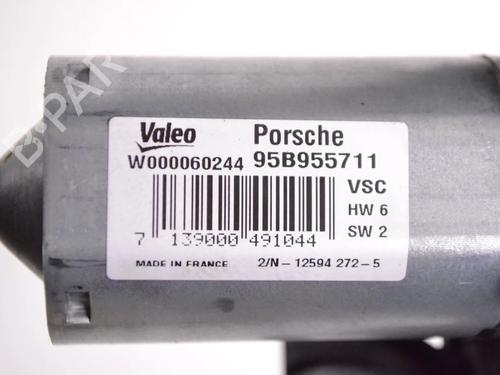 B-PAR
Valeo Porsche
W000060244 95B955711
VSC
HW 6
SW 2
7 139000 491044
MADE IN FRANCE 2/N - 12594 272 - 5